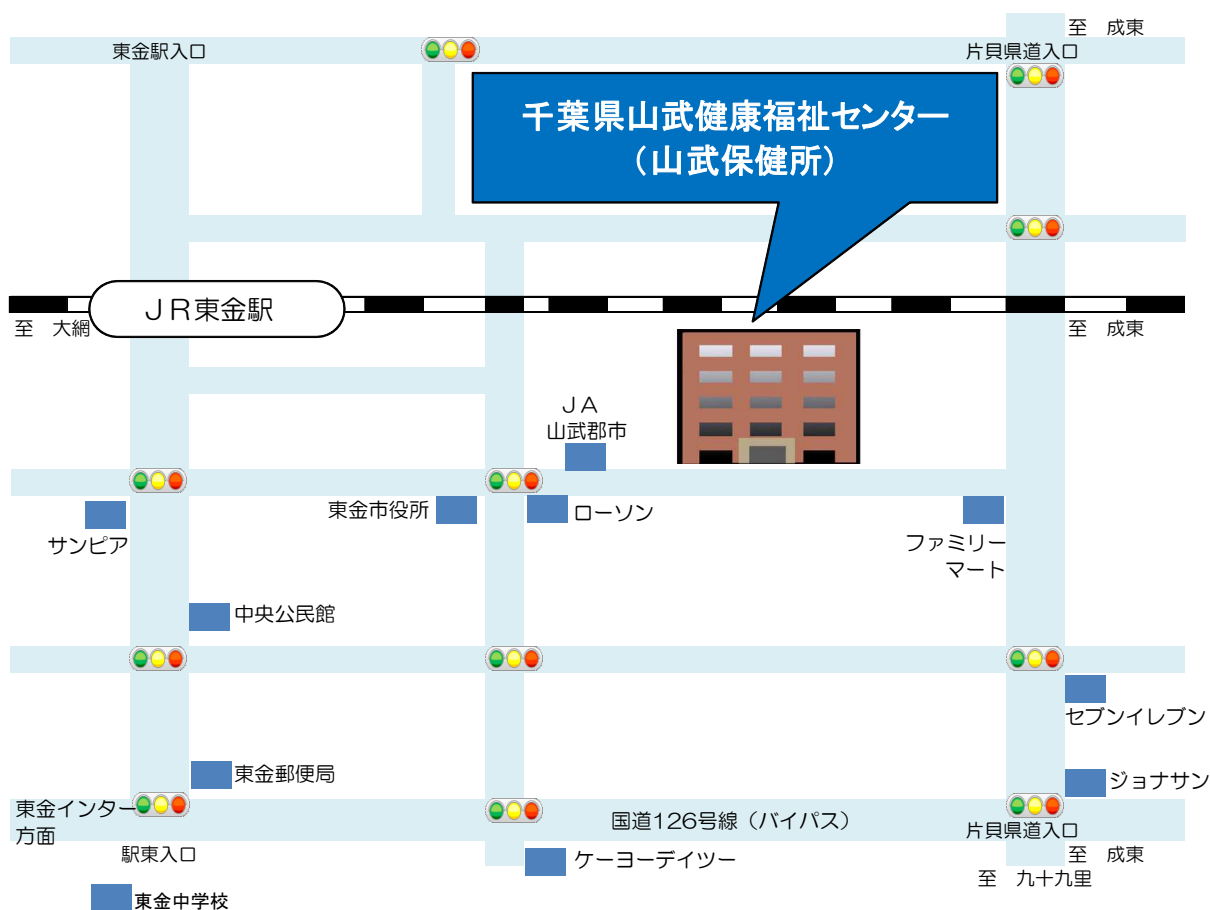 至　成東
東金駅入口
片貝県道入口
千葉県山武健康福祉センター
（山武保健所）
ＪＲ東金駅
至　大網
至　成東
ＪＡ
山武郡市
東金市役所
ローソン
サンピア
ファミリー
マート
中央公民館
セブンイレブン
東金郵便局
ジョナサン
東金インター
方面
国道126号線（バイパス）
片貝県道入口
駅東入口
ケーヨーデイツー
至　成東
至　九十九里
東金中学校